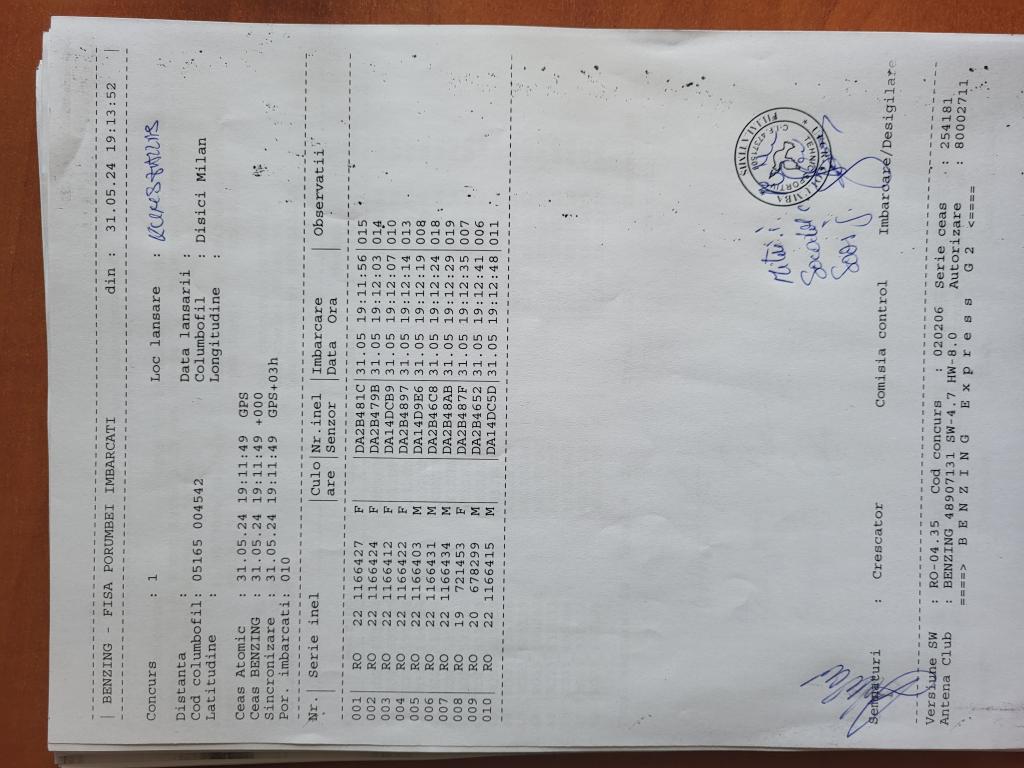 | BENZING - FISA PORUMBEI IMBARCATI din : 31.05.24 19:13:52 |
Concurs : 1 Loc lansare :
Distanta : Data lansarii :
Cod columbofil: 05165 004542 Columbofil : Disici Milan
Latitudine : Longitudine :
Ceas Atomic : 31.05.24 19:11:49 GPS
Ceas BENZING : 31.05.24 19:11:49 +000
Sincronizare : 31.05.24 19:11:49 GPS+03h
Por. imbarcati: 010
Nr.| Serie inel |Culo|Nr.inel |Imbarcare |Observatii
| |are |Senzor |Data Ora |
001| RO 22 1166427 F |DA2B481C|31.05 19:11:56|015
002| RO 22 1166424 F |DA2B479B|31.05 19:12:03|014
003| RO 22 1166412 F |DA14DCB9|31.05 19:12:07|010
004| RO 22 1166422 F |DA2B4897|31.05 19:12:14|013
005| RO 22 1166403 M |DA14D9E6|31.05 19:12:19|008
006| RO 22 1166431 M |DA2B46C8|31.05 19:12:24|018
007| RO 22 1166434 M |DA2B48AB|31.05 19:12:29|019
008| RO 19 721453 F |DA2B487F|31.05 19:12:35|007
009| RO 20 678299 M |DA2B4652|31.05 19:12:41|006
010| RO 22 1166415 M |DA14DC5D|31.05 19:12:48|011
Semnaturi : Crescator Comisia control Imbarcare/Desigilare
Versiune SW : RO-04.35 Cod concurs : 020206 Serie ceas : 254181
Antena Club : BENZING 48907131 SW-4.7 HW-8.0 Autorizare : 80002711
====> B E N Z I N G E x p r e s s G 2 <====